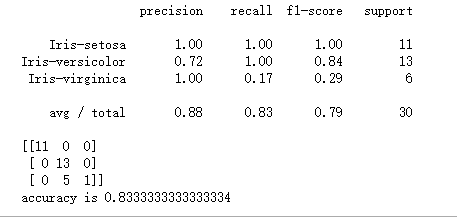 precision recall f1-score support
Iris-setosa 1.00 1.00 1.00 11
Iris-versicolor 0.72 1.00 0.84 13
Iris-virginica 1.00 0.17 0.29 6
avg / total 0.88 0.83 0.79 30
[[11 0 0]
[ 0 13 0]
[ 0 5 1]]
accuracy is 0.8333333333333334